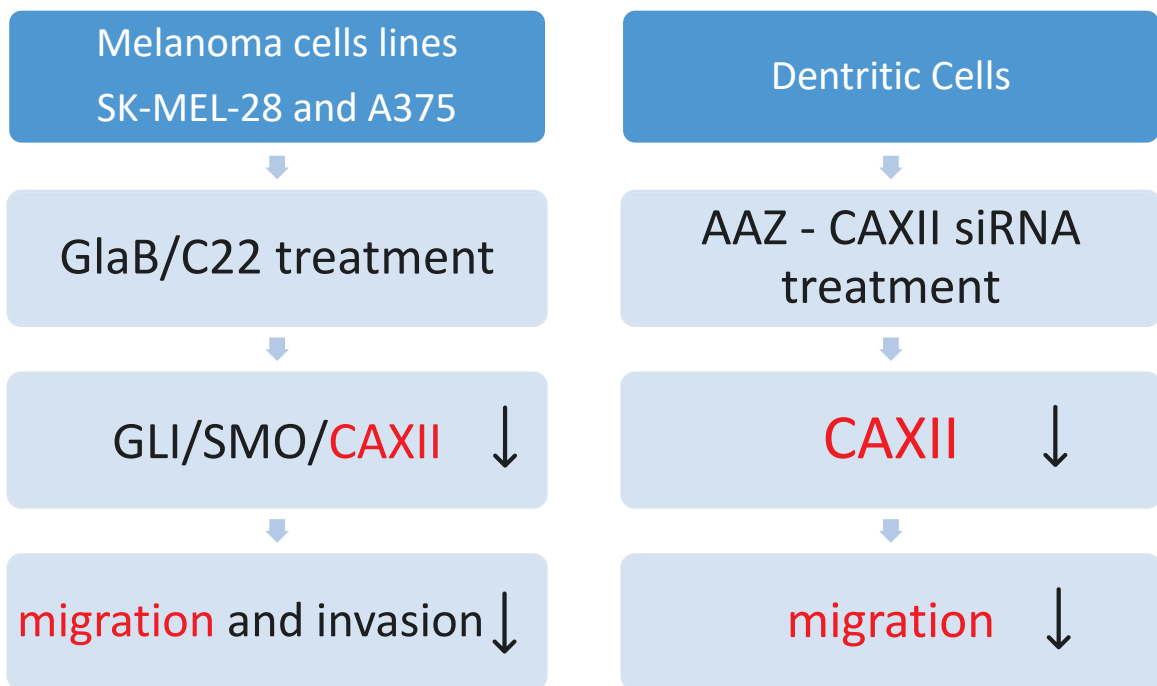 Melanoma cells lines
SK-MEL-28 and A375
GlaB/C22 treatment
GLI/SMO/CAXII ↓
migration and invasion ↓
Dentritic Cells
AAZ - CAXII siRNA
treatment
CAXII ↓
migration ↓